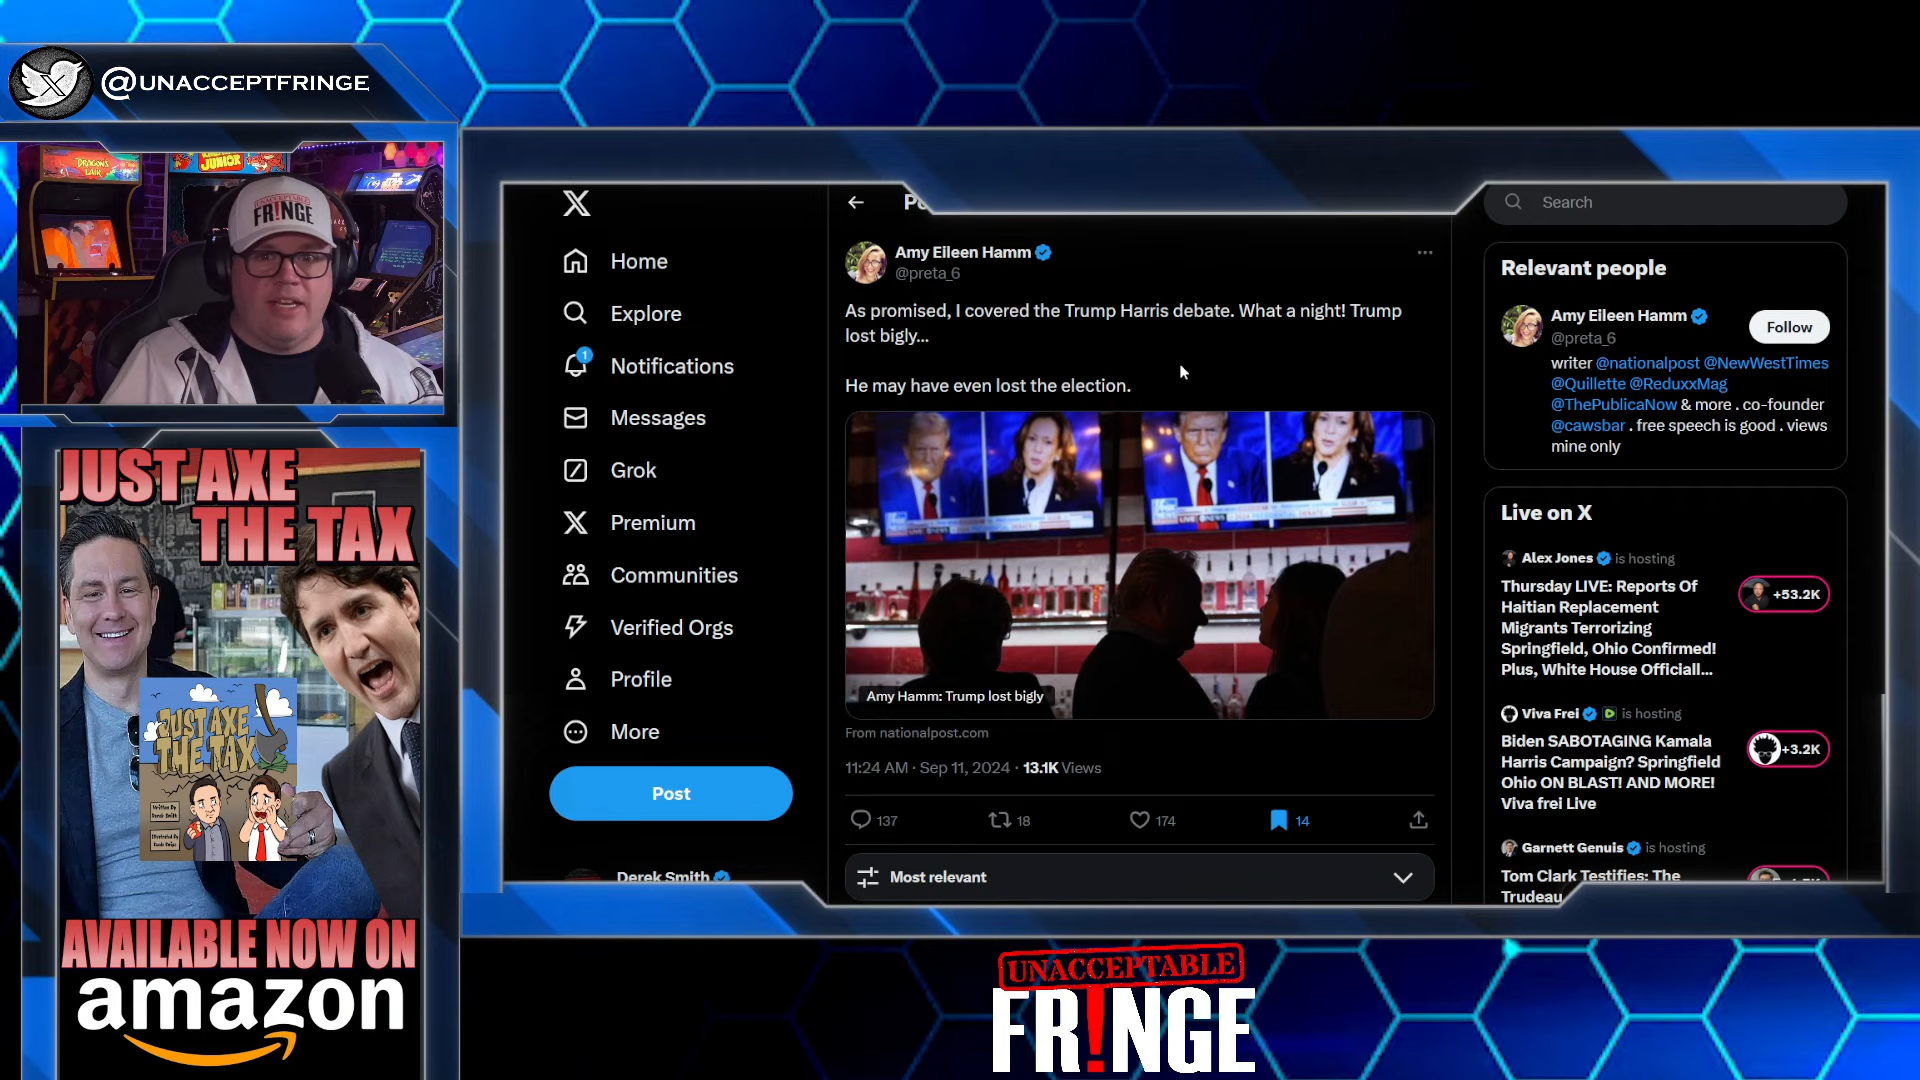 @UNACCEPTFRINGE
DRAGON'S
LAIR
JUNIOR
UNACCEPTABLE
FR!NGE
JUST AXE
THE TAX
JUST AXE
THE TAX
AVAILABLE NOW ON
amazon
Home
Explore
1
Notifications
Messages
Grok
Premium
Communities
Verified Orgs
Profile
More
Post
Derek Smith
Amy Eileen Hamm
@preta_6
As promised, I covered the Trump Harris debate. What a night! Trump
lost bigly...
He may have even lost the election.
Amy Hamm: Trump lost bigly
From nationalpost.com
11:24 AM · Sep 11, 2024 · 13.1K Views
137 18 174 14
Most relevant
Search
Relevant people
Amy Eileen Hamm
@preta_6
Follow
writer @nationalpost @NewWestTimes
@Quillette @ReduxxMag
@ThePublicaNow & more . co-founder
@cawsbar . free speech is good . views
mine only
Live on X
Alex Jones is hosting
Thursday LIVE: Reports Of
Haitian Replacement
Migrants Terrorizing
Springfield, Ohio Confirmed!
Plus, White House Officiall...
+53.2K
Viva Frei is hosting
Biden SABOTAGING Kamala
Harris Campaign? Springfield
Ohio ON BLAST! AND MORE!
Viva frei Live
+3.2K
Garnett Genuis is hosting
Tom Clark Testifies: The
Trudeau
UNACCEPTABLE
FR!NGE